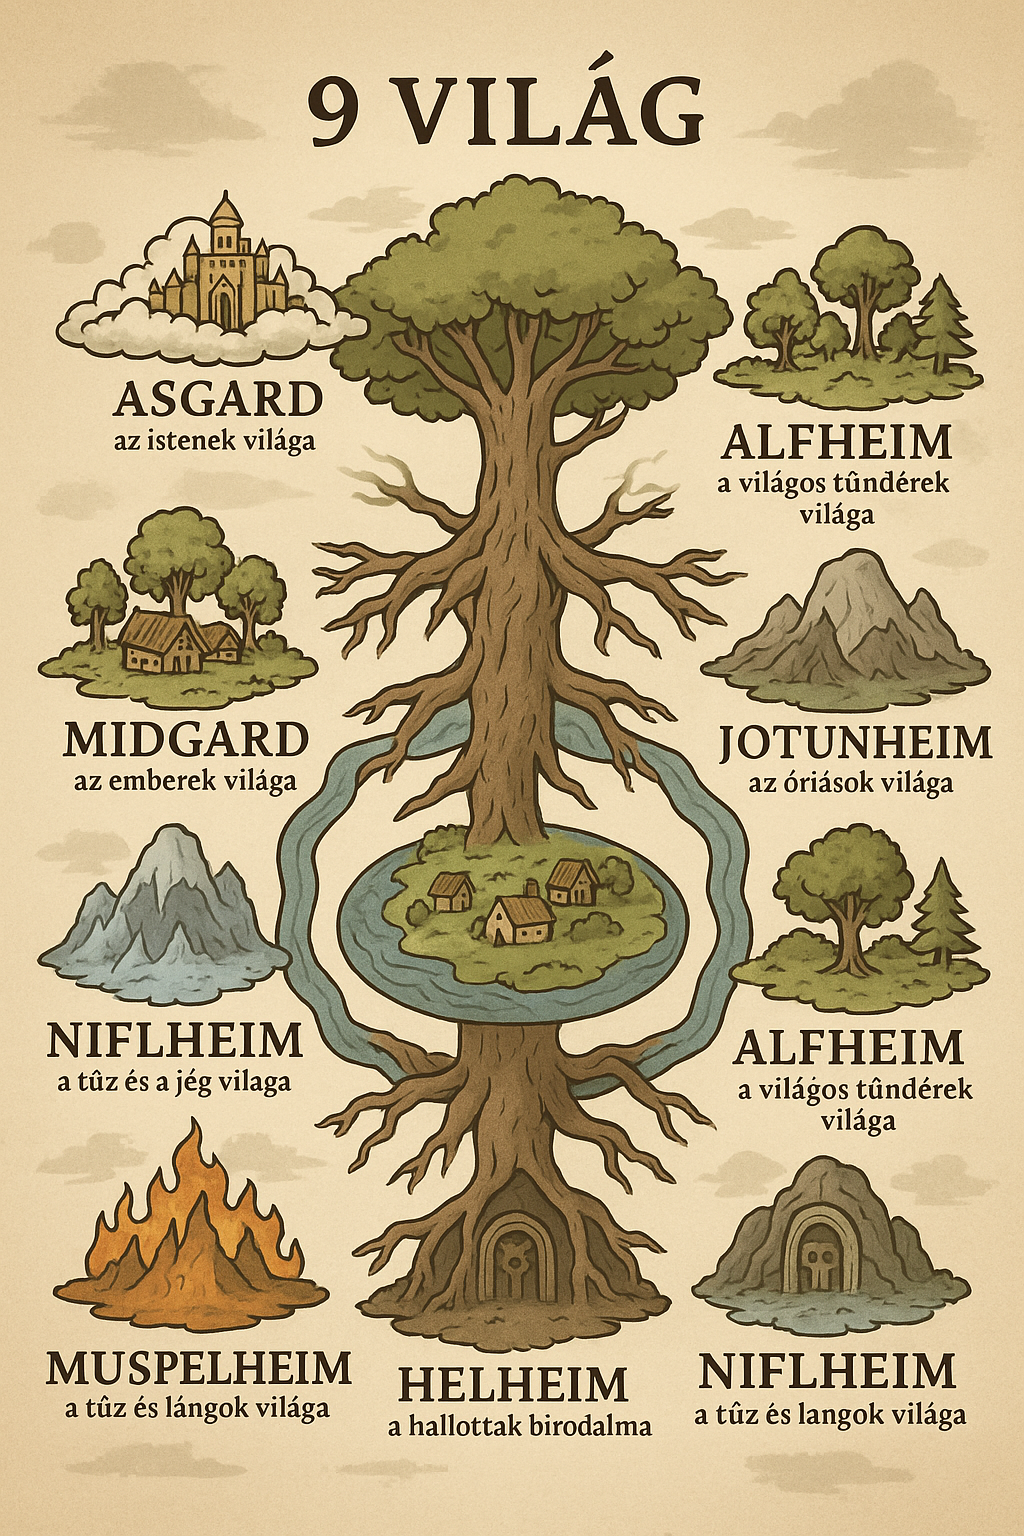 9 VILÁG
ASGARD
az istenek világa
ALFHEIM
a világos tûndérek
világa
MIDGARD
az emberek világa
JOTUNHEIM
az óriások világa
NIFLHEIM
a tûz és a jég vilaga
ALFHEIM
a világos tûndérek
világa
MUSPELHEIM
a tûz és lángok világa
HELHEIM
a hallottak birodalma
NIFLHEIM
a tûz és langok világa